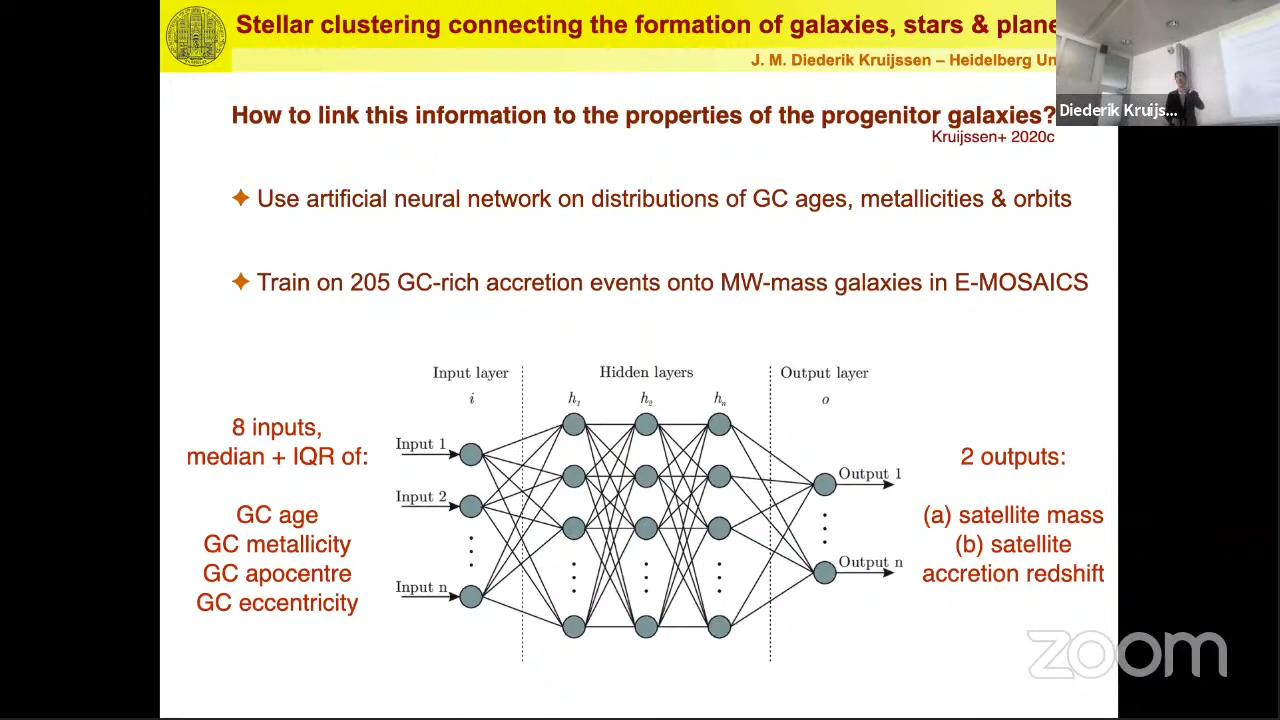 Stellar clustering connecting the formation of galaxies, stars & plane
J. M. Diederik Kruijssen – Heidelberg Un
Diederik Kruijs...
How to link this information to the properties of the progenitor galaxies?
Kruijssen+ 2020c
Use artificial neural network on distributions of GC ages, metallicities & orbits
Train on 205 GC-rich accretion events onto MW-mass galaxies in E-MOSAICS
8 inputs,
median + IQR of:
GC age
GC metallicity
GC apocentre
GC eccentricity
Input layer
i
Hidden layers
h1 h2 hn
Output layer
o
Input 1
Input 2
Input n
Output 1
Output n
2 outputs:
(a) satellite mass
(b) satellite
accretion redshift
zoom